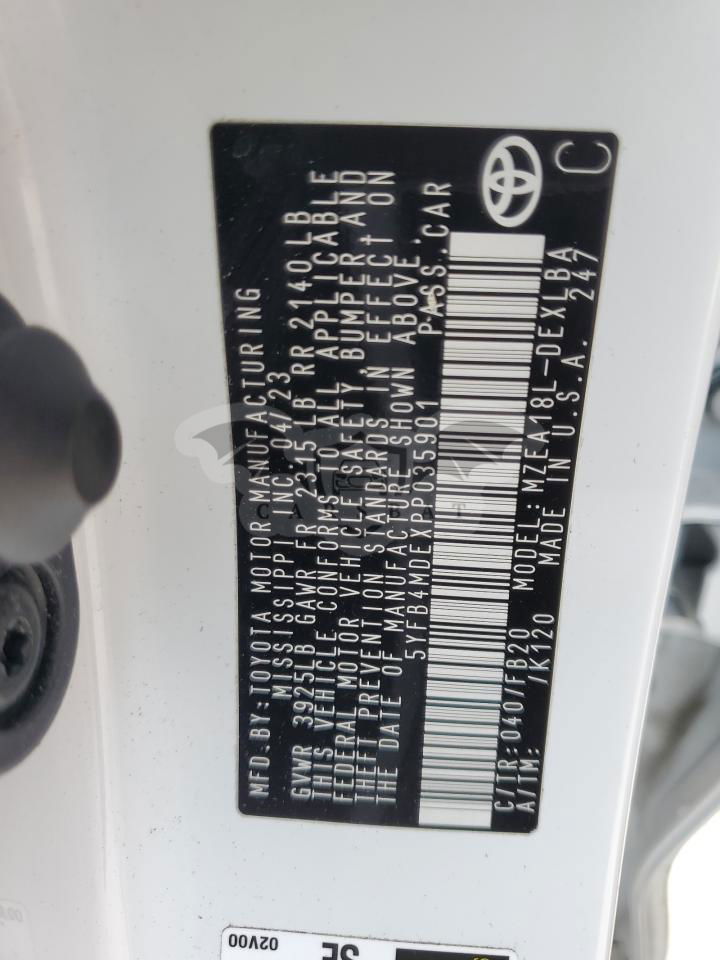 MFD.BY:TOYOTA MOTOR MANUFACTURING
MISSISSIPPI, INC. 04/23
GVWR 3925LB GAWR FR 2315 LB RR 2140LB
THIS VEHICLE CONFORMS TO ALL APPLICABLE
FEDERAL MOTOR VEHICLE SAFETY, BUMPER AND
THEFT PREVENTION STANDARDS IN EFFECT ON
THE DATE OF MANUFACTURE SHOWN ABOVE.
5YFB4MDEXPP035901 PASS.CAR
C/TR:040/FB20 MODEL:MZEA18L-DEXLBA
A/TM: /K120 MADE IN U.S.A. 247
C
02V00
SE